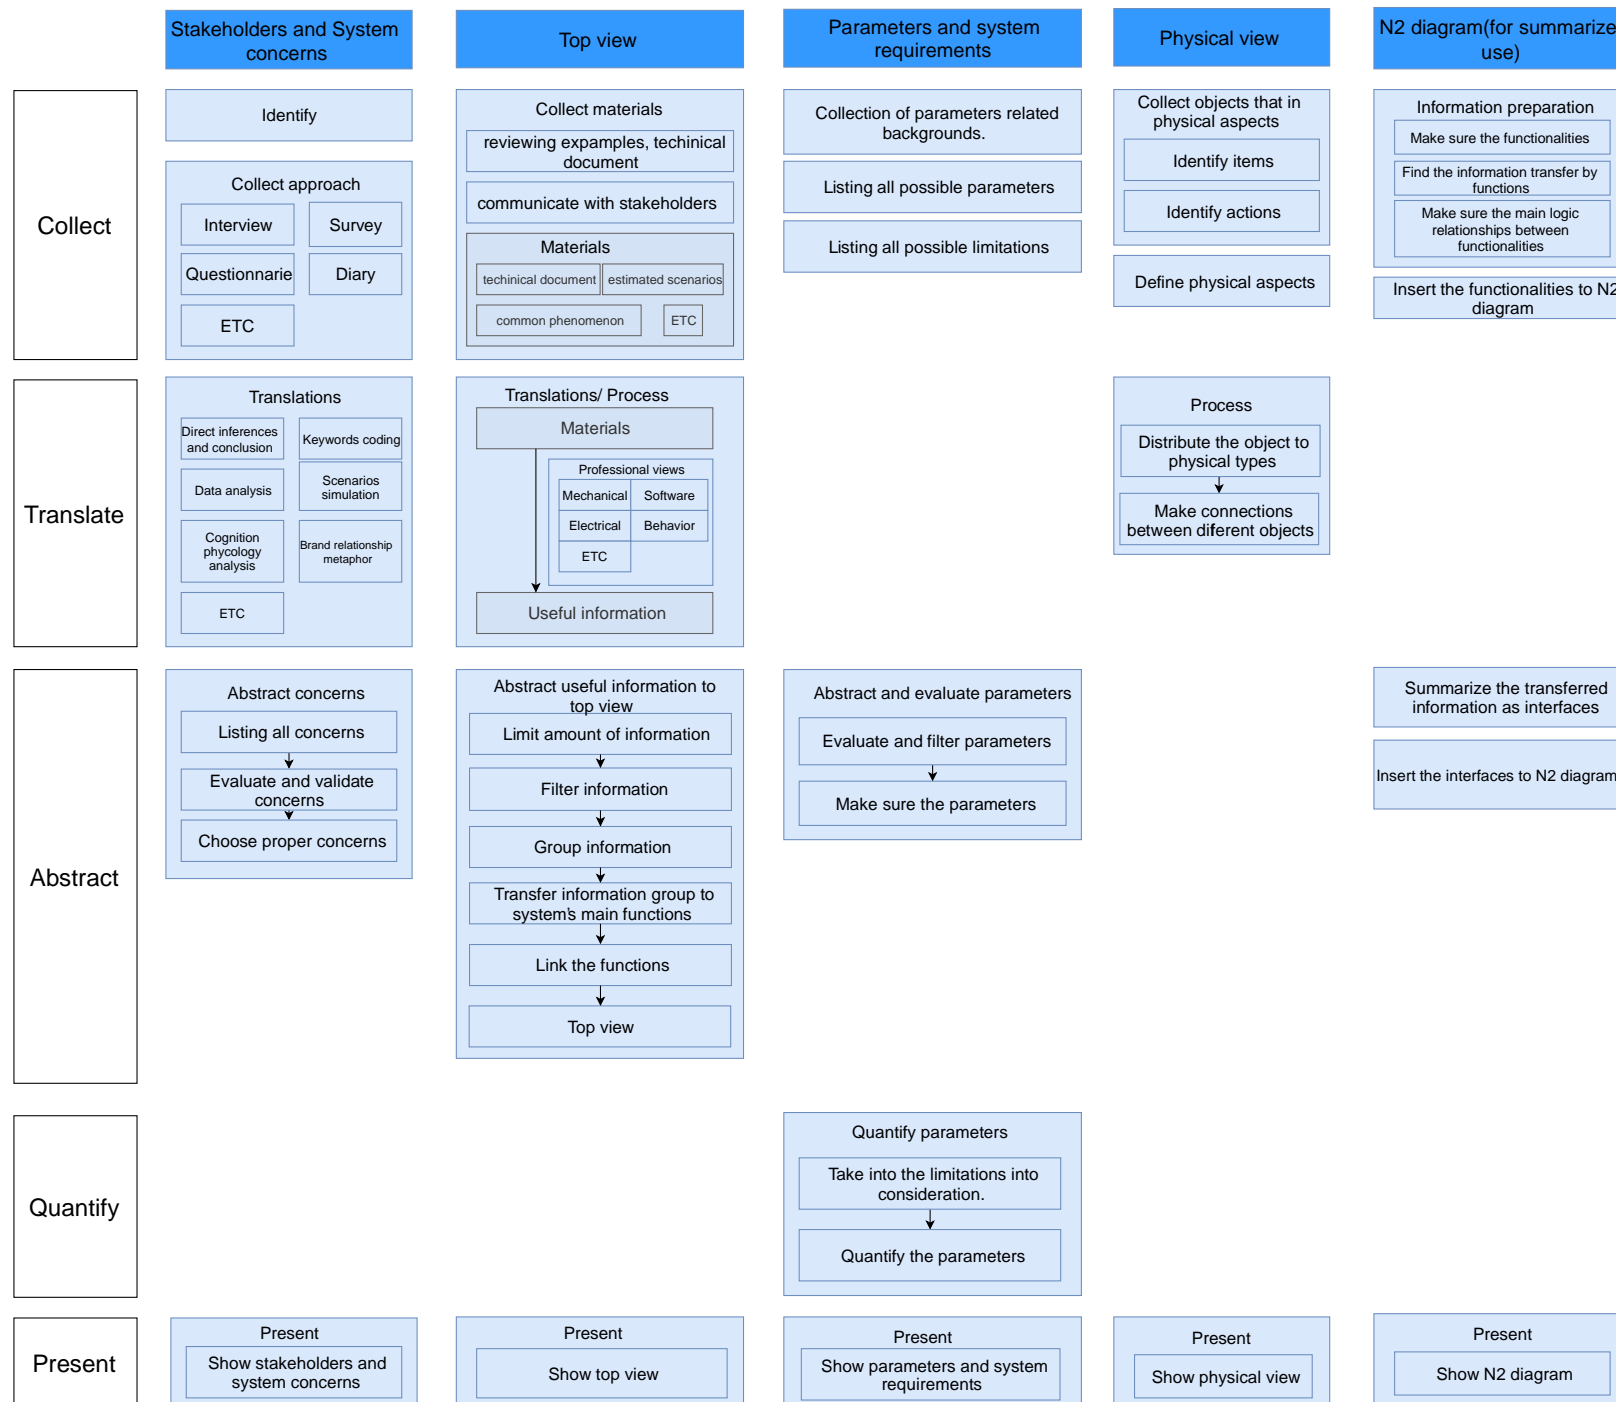 Stakeholders and System
concerns
Top view
Parameters and system
requirements
Physical view
N2 diagram(for summarize
use)
Collect
Identify
Collect approach
Interview
Survey
Questionnarie
Diary
ETC
Collect materials
reviewing expamples, techinical
document
communicate with stakeholders
Materials
techinical document
estimated scenarios
common phenomenon
ETC
Collection of parameters related
backgrounds.
Listing all possible parameters
Listing all possible limitations
Collect objects that in
physical aspects
Identify items
Identify actions
Define physical aspects
Information preparation
Make sure the functionalities
Find the information transfer by
functions
Make sure the main logic
relationships between
functionalities
Insert the functionalities to N2
diagram
Translate
Translations
Direct inferences
and conclusion
Keywords coding
Data analysis
Scenarios
simulation
Cognition
phycology
analysis
Brand relationship
metaphor
ETC
Translations/ Process
Materials
Professional views
Mechanical
Software
Electrical
Behavior
ETC
Useful information
Process
Distribute the object to
physical types
Make connections
between diferent objects
Abstract
Abstract concerns
Listing all concerns
Evaluate and validate
concerns
Choose proper concerns
Abstract useful information to
top view
Limit amount of information
Filter information
Group information
Transfer information group to
system's main functions
Link the functions
Top view
Abstract and evaluate parameters
Evaluate and filter parameters
Make sure the parameters
Summarize the transferred
information as interfaces
Insert the interfaces to N2 diagram
Quantify
Quantify parameters
Take into the limitations into
consideration.
Quantify the parameters
Present
Present
Show stakeholders and
system concerns
Present
Show top view
Present
Show parameters and system
requirements
Present
Show physical view
Present
Show N2 diagram